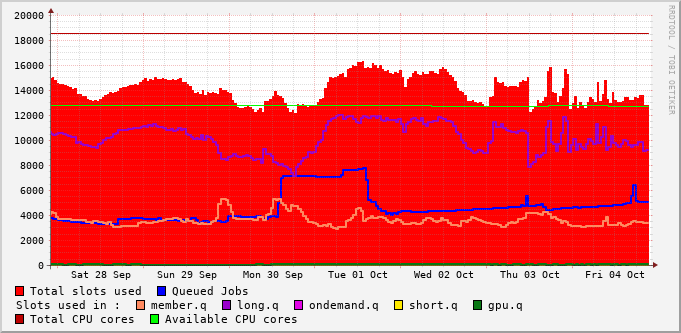 RRDTOOL / TOBI OETIKER
20000
18000
16000
14000
12000
10000
8000
6000
4000
2000
0
Sat 28 Sep Sun 29 Sep Mon 30 Sep Tue 01 Oct Wed 02 Oct Thu 03 Oct Fri 04 Oct
Total slots used Queued Jobs
Slots used in : member.q long.q ondemand.q short.q gpu.q
Total CPU cores Available CPU cores